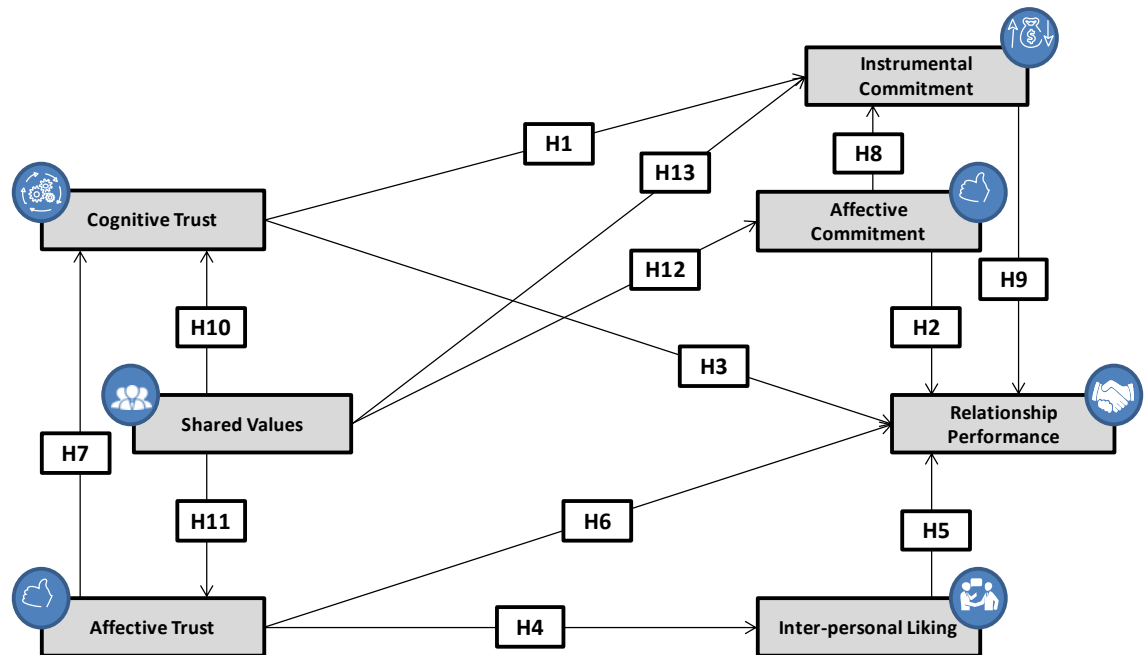 Instrumental
Commitment
H1
H8
H13
Cognitive Trust
Affective
Commitment
H12
H9
H10
H2
H3
Shared Values
Relationship
Performance
H7
H11
H6
H5
Affective Trust
H4
Inter-personal Liking
$